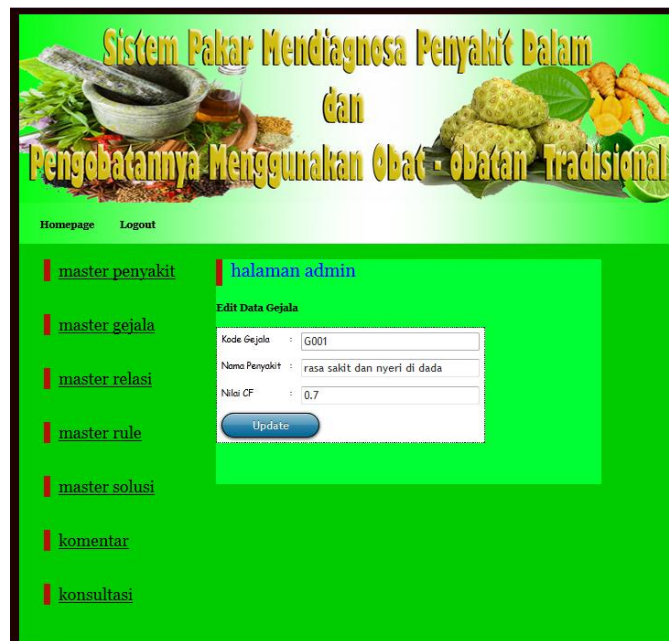 Sistem Pakar Mendiagnosa Penyakit Dalam
dan
Pengobatannya Menggunakan Obat - obatan Tradisional
Homepage Logout
master penyakit
master gejala
master relasi
master rule
master solusi
komentar
konsultasi
halaman admin
Edit Data Gejala
Kode Gejala : G001
Nama Penyakit : rasa sakit dan nyeri di dada
Nilai CF : 0.7
Update